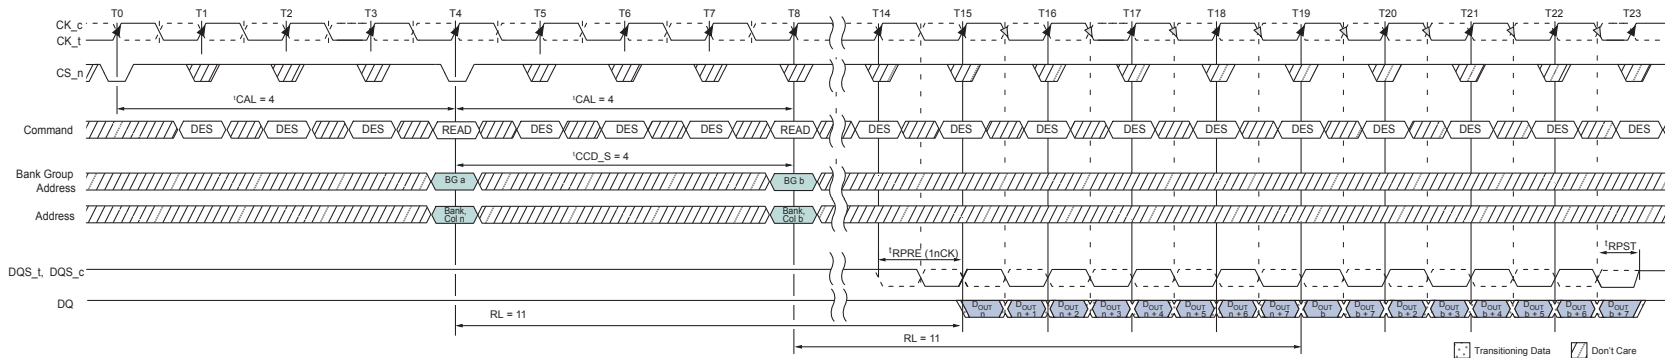 T0 T1 T2 T3 T4 T5 T6 T7 T8 T14 T15 T16 T17 T18 T19 T20 T21 T22 T23
CK_c
CK_t
CS_n
tCAL = 4 tCAL = 4
Command DES DES DES READ DES DES DES READ DES DES DES DES DES DES DES DES DES DES
tCCD_S = 4
Bank Group
Address
BG a BG b
Address
Bank,
Col n
Bank,
Col b
tRPRE (1nCK) tRPST
DQS_t, DQS_c
DQ
DOUT
n
DOUT
n + 1
DOUT
n + 2
DOUT
n + 3
DOUT
n + 4
DOUT
n + 5
DOUT
n + 6
DOUT
n + 7
DOUT
b
DOUT
b + 7
DOUT
b + 2
DOUT
b + 3
DOUT
b + 4
DOUT
b + 5
DOUT
b + 6
DOUT
b + 7
RL = 11
RL = 11
Transitioning Data Don't Care